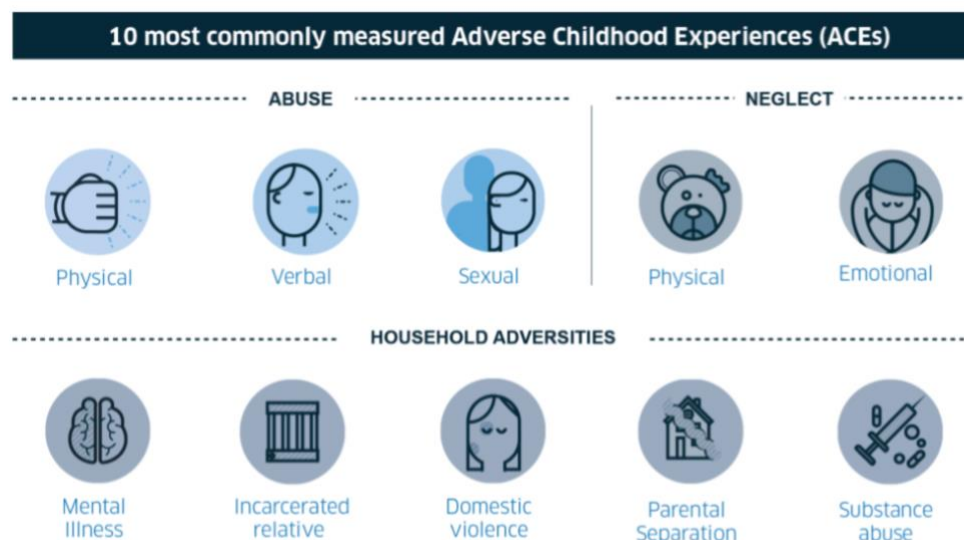 10 most commonly measured Adverse Childhood Experiences (ACEs)
ABUSE
NEGLECT
Physical
Verbal
Sexual
Physical
Emotional
HOUSEHOLD ADVERSITIES
Mental
Illness
Incarcerated
relative
Domestic
violence
Parental
Separation
Substance
abuse